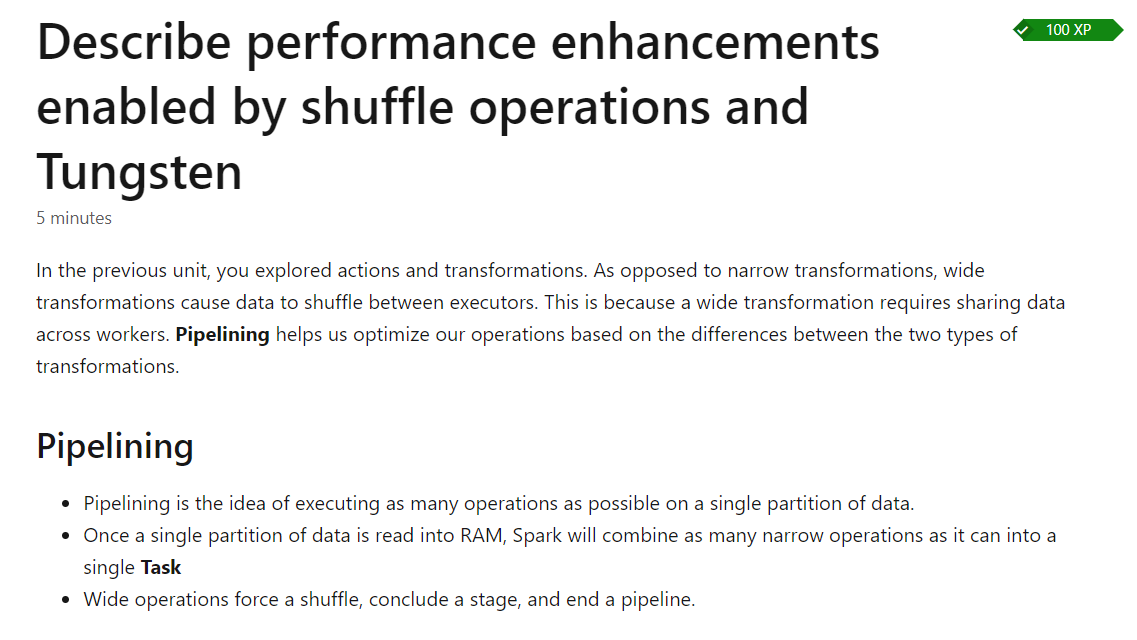 Describe performance enhancements
100 XP
enabled by shuffle operations and
Tungsten
5 minutes
In the previous unit, you explored actions and transformations. As opposed to narrow transformations, wide
transformations cause data to shuffle between executors. This is because a wide transformation requires sharing data
across workers. Pipelining helps us optimize our operations based on the differences between the two types of
transformations.
Pipelining
• Pipelining is the idea of executing as many operations as possible on a single partition of data.
• Once a single partition of data is read into RAM, Spark will combine as many narrow operations as it can into a
single Task
• Wide operations force a shuffle, conclude a stage, and end a pipeline.